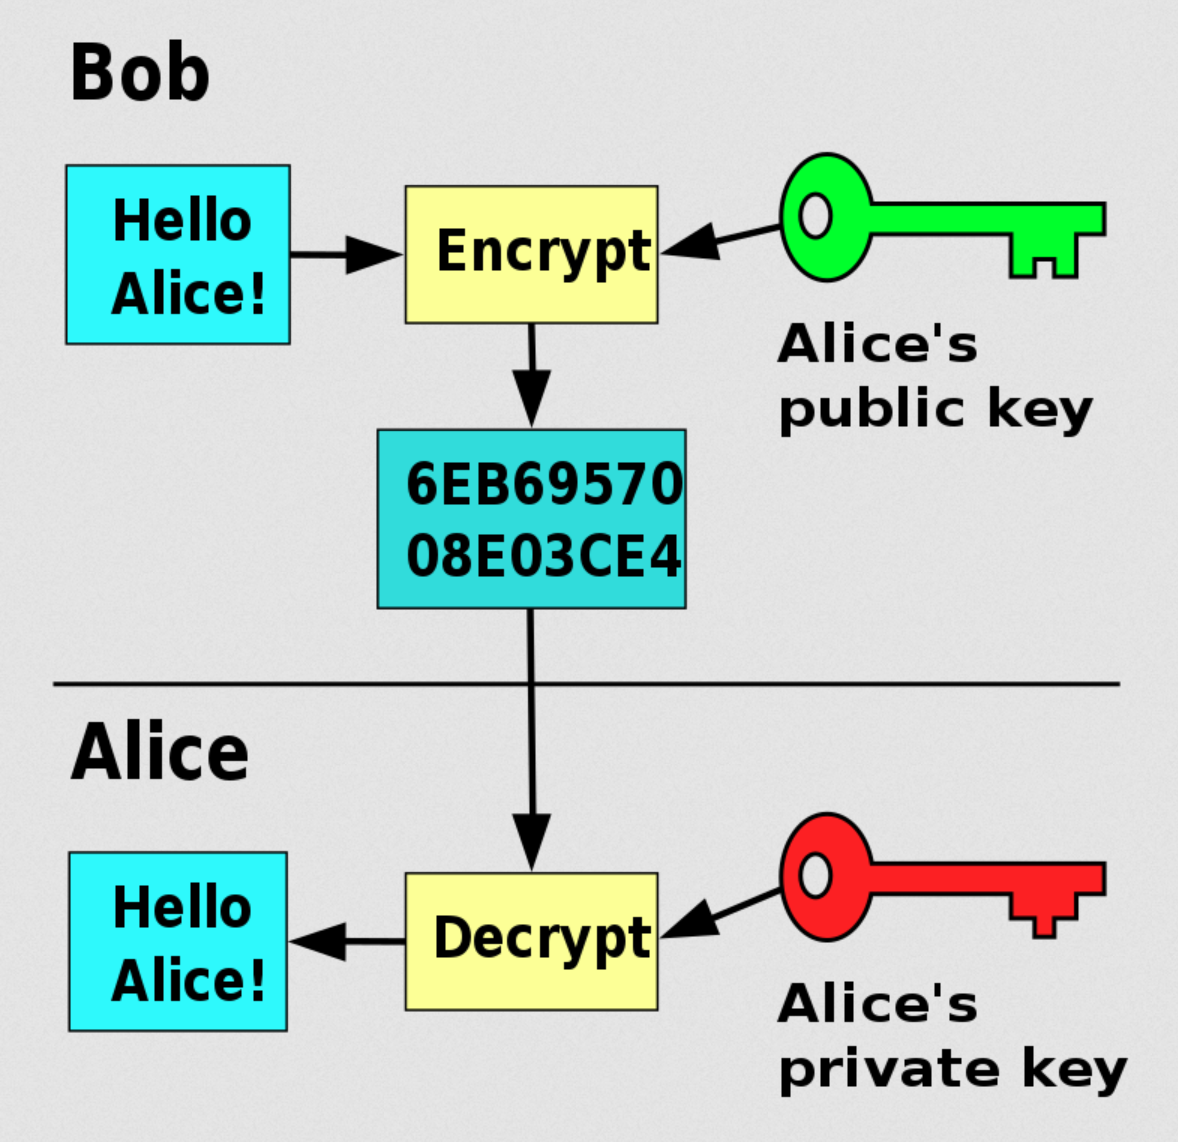 Bob
Hello
Alice!
Encrypt
Alice's
public key
6EB69570
08E03CE4
Alice
Hello
Alice!
Decrypt
Alice's
private key